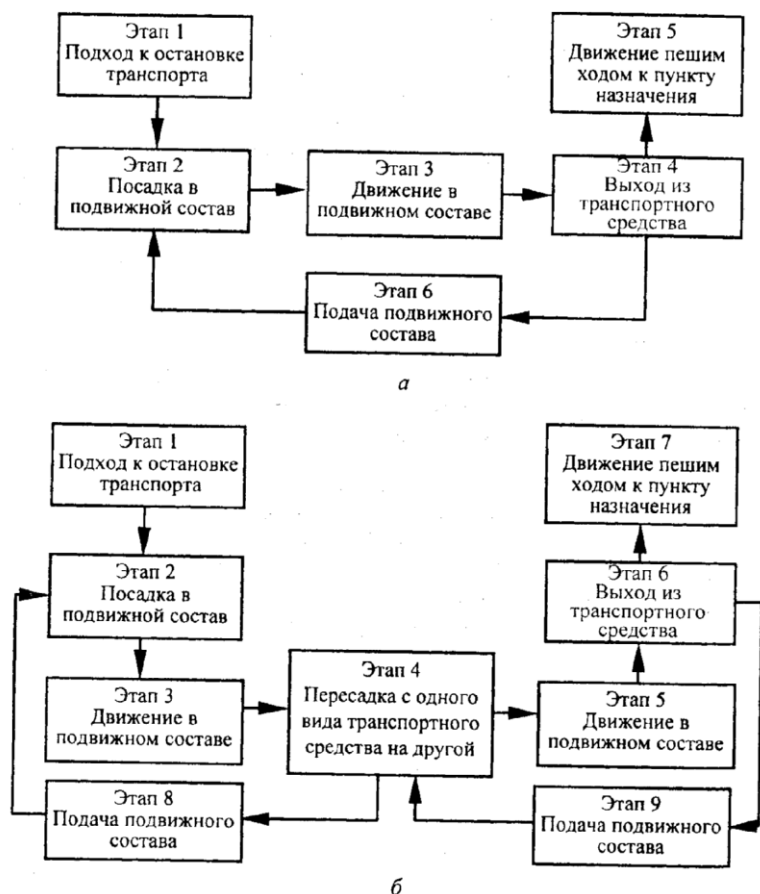 Этап 1
Подход к остановке
транспорта
Этап 5
Движение пешим
ходом к пункту
назначения
Этап 2
Посадка в
подвижной состав
Этап 3
Движение в
подвижном составе
Этап 4
Выход из
транспортного
средства
Этап 6
Подача подвижного
состава
а
Этап 1
Подход к остановке
транспорта
Этап 7
Движение пешим
ходом к пункту
назначения
Этап 2
Посадка в
подвижной состав
Этап 6
Выход из
транспортного
средства
Этап 3
Движение в
подвижном составе
Этап 4
Пересадка с одного
вида транспортного
средства на другой
Этап 5
Движение в
подвижном составе
Этап 8
Подача подвижного
состава
Этап 9
Подача подвижного
состава
б